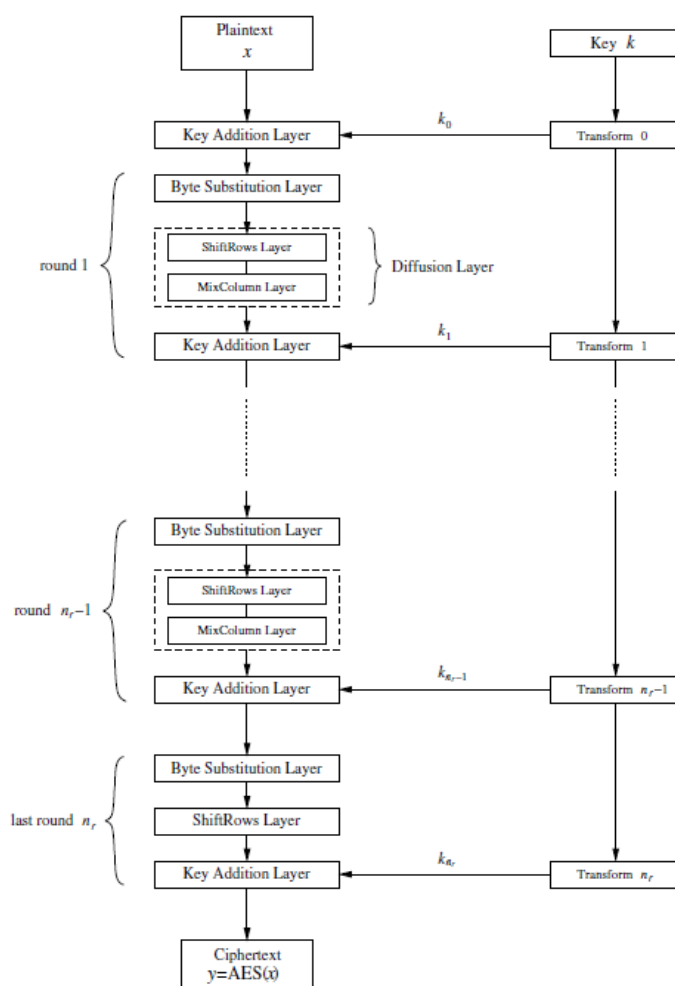 Plaintext
x
Key k
Key Addition Layer
k₀
Transform 0
Byte Substitution Layer
round 1
ShiftRows Layer
MixColumn Layer
Diffusion Layer
Key Addition Layer
k₁
Transform 1
Byte Substitution Layer
round nᵣ−1
ShiftRows Layer
MixColumn Layer
Key Addition Layer
kₙᵣ₋₁
Transform nᵣ−1
Byte Substitution Layer
last round nᵣ
ShiftRows Layer
Key Addition Layer
kₙᵣ
Transform nᵣ
Ciphertext
y=AES(x)